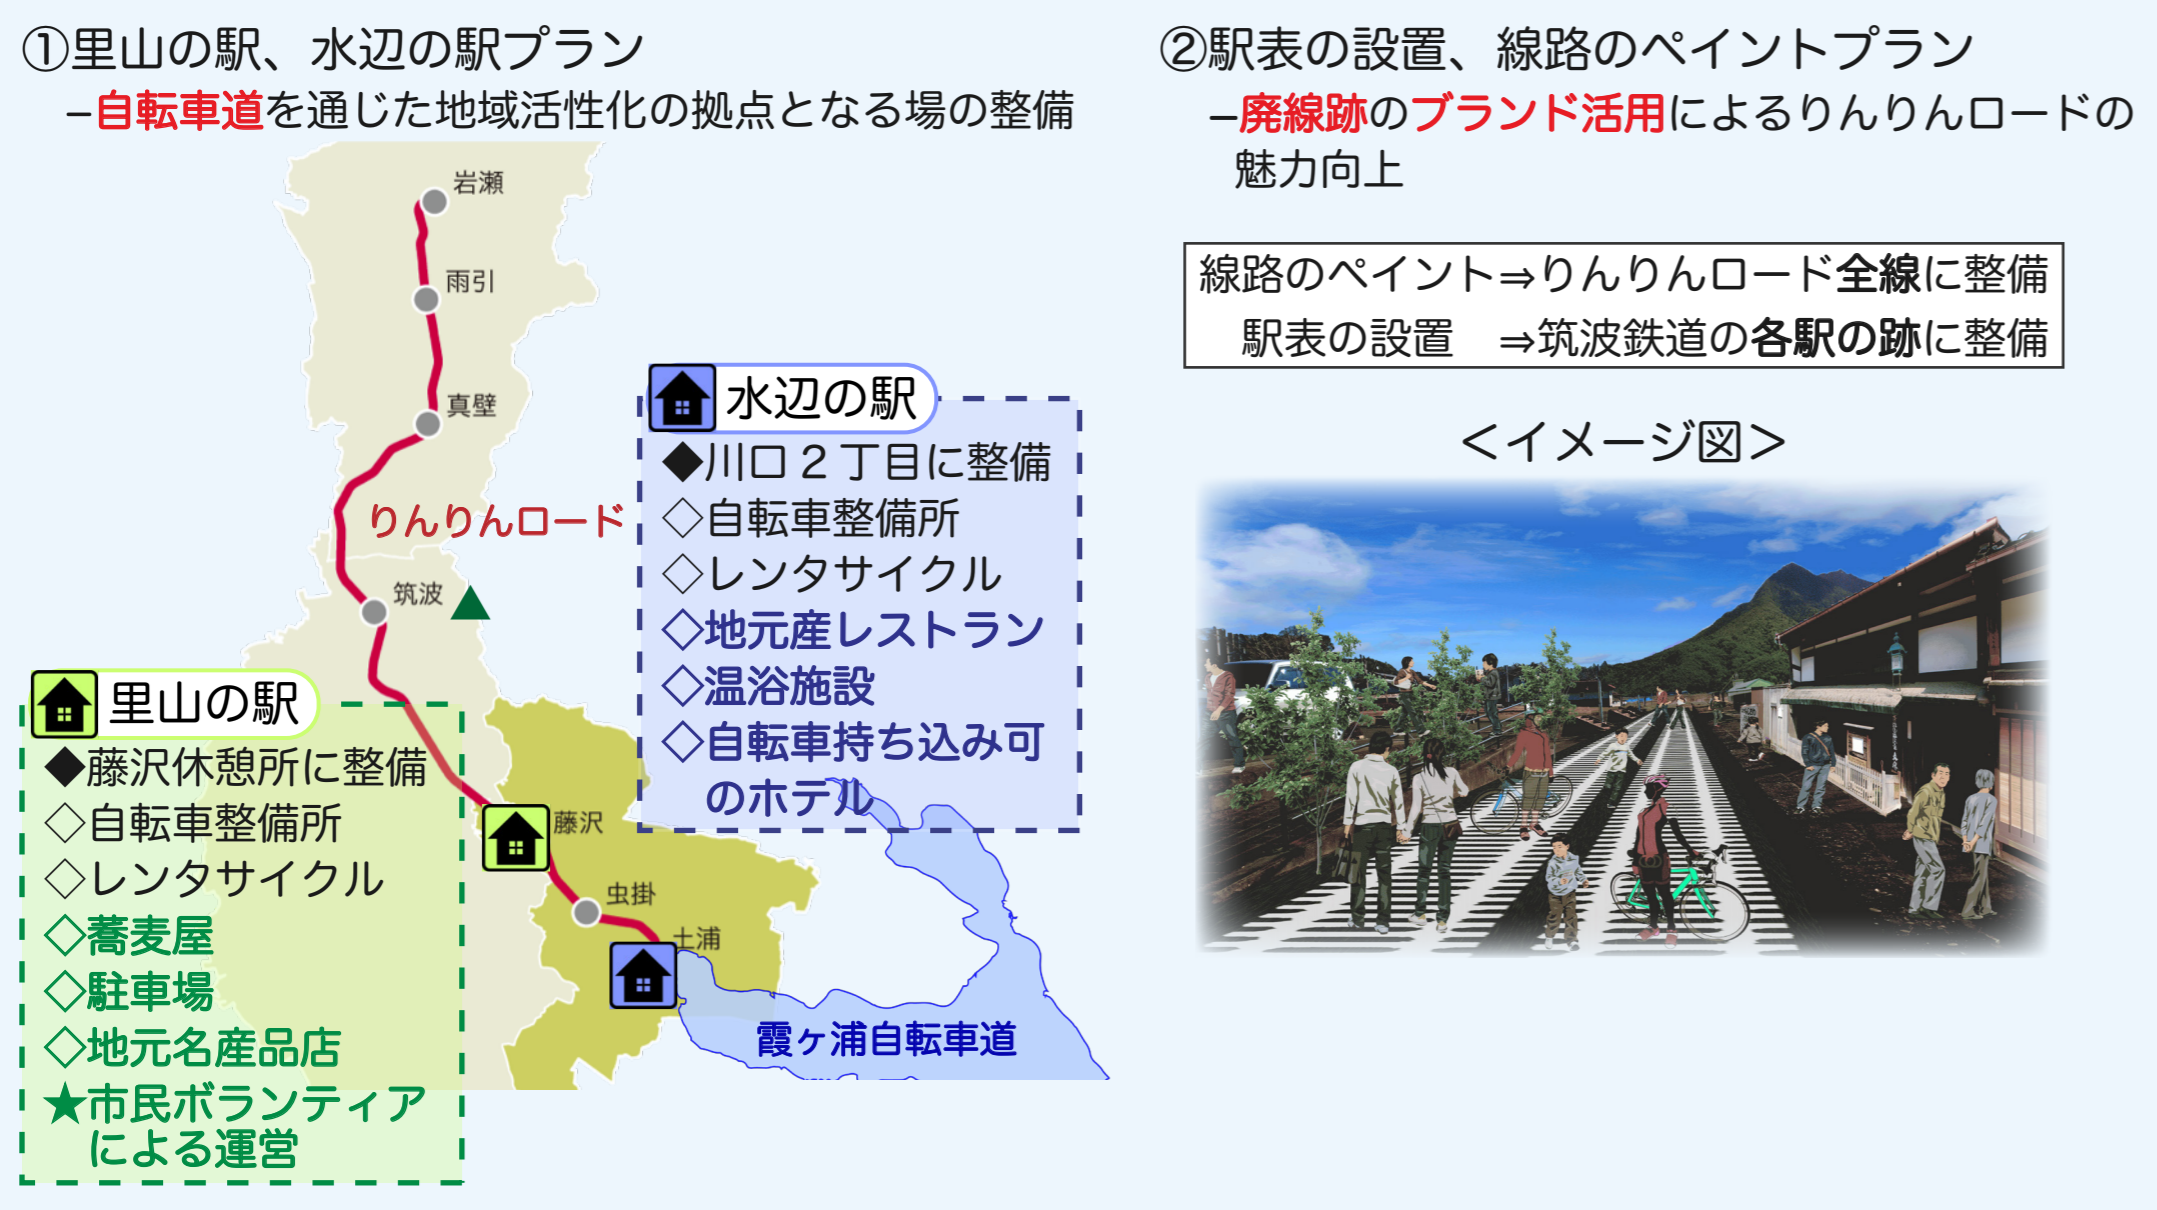 ①里山の駅、水辺の駅プラン
–自転車道を通じた地域活性化の拠点となる場の整備
岩瀬
雨引
真壁
りんりんロード
筑波
水辺の駅
◆川口２丁目に整備
◇自転車整備所
◇レンタサイクル
◇地元産レストラン
◇温浴施設
◇自転車持ち込み可
のホテル
里山の駅
◆藤沢休憩所に整備
◇自転車整備所
◇レンタサイクル
◇蕎麦屋
◇駐車場
◇地元名産品店
★市民ボランティア
による運営
藤沢
虫掛
土浦
霞ヶ浦自転車道
②駅表の設置、線路のペイントプラン
–廃線跡のブランド活用によるりんりんロードの
魅力向上
線路のペイント⇒りんりんロード全線に整備
駅表の設置　⇒筑波鉄道の各駅の跡に整備
＜イメージ図＞